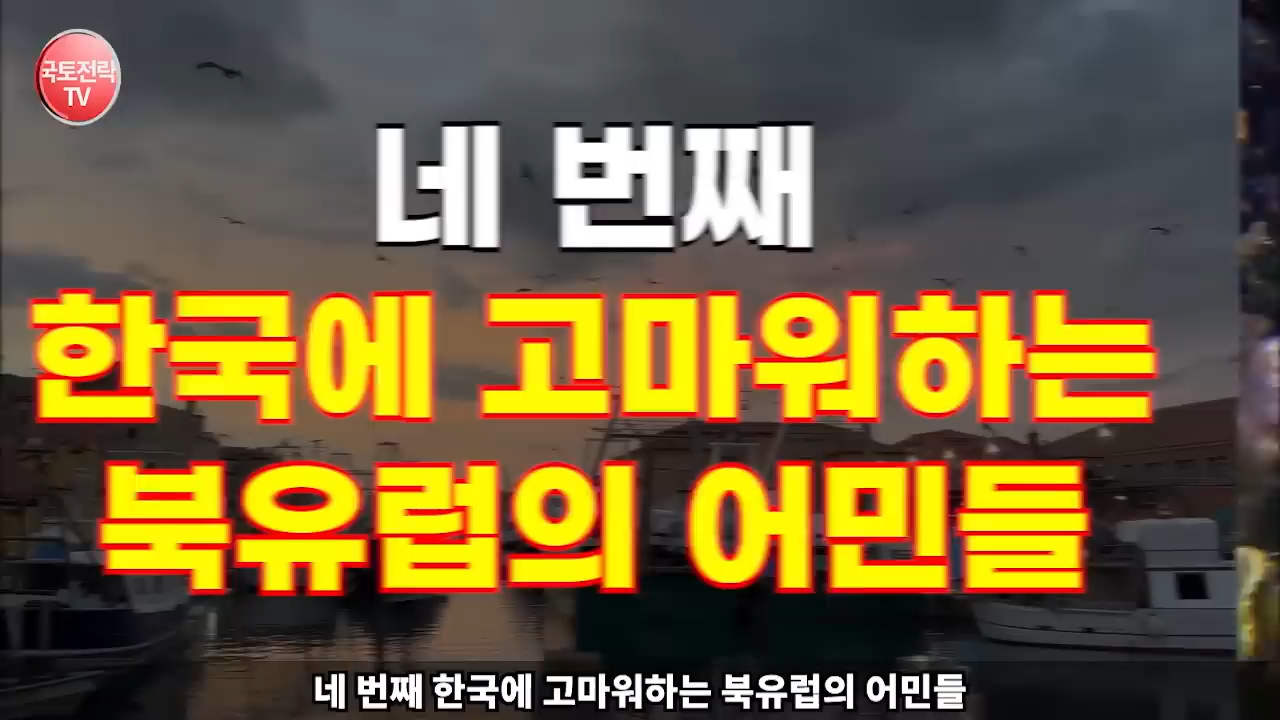 국토전략
TV
네 번째
한국에 고마워하는
북유럽의 어민들
네 번째 한국에 고마워하는 북유럽의 어민들